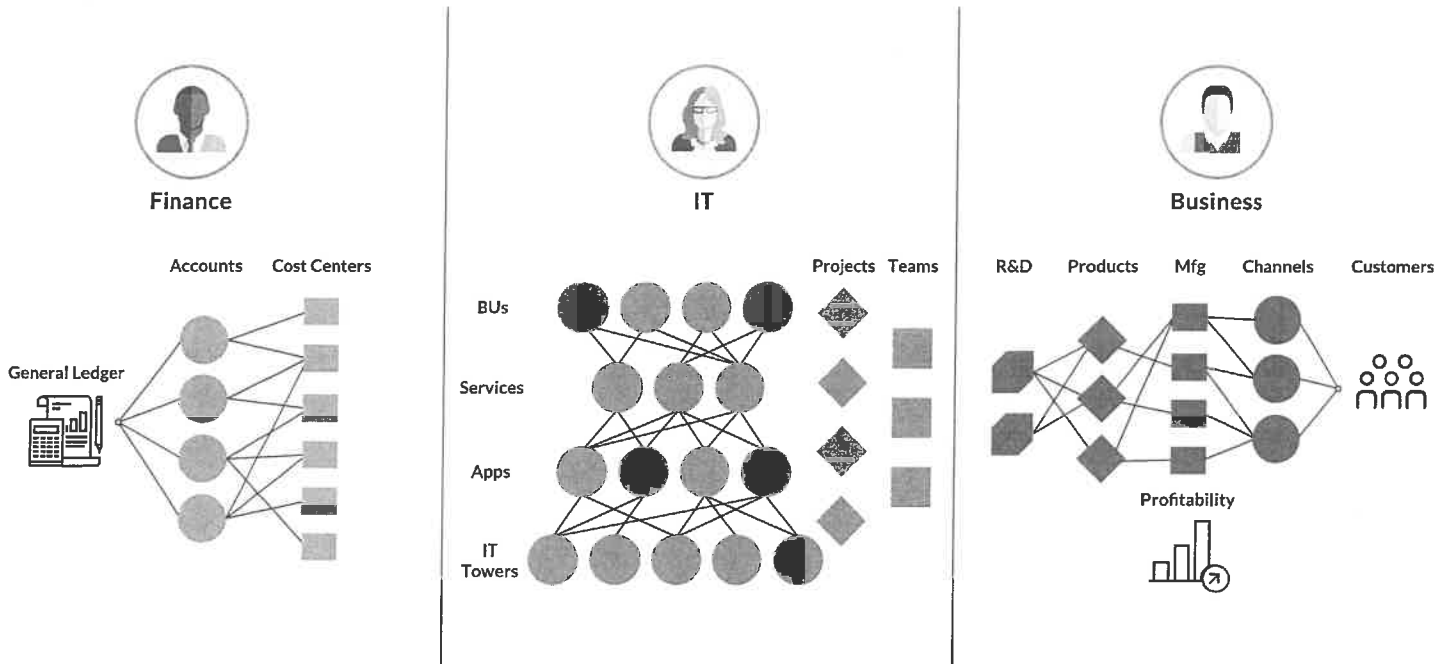 Finance
Accounts
Cost Centers
General Ledger
IT
Projects
Teams
BUs
Services
Apps
IT
Towers
Business
R&D
Products
Mfg
Channels
Customers
Profitability